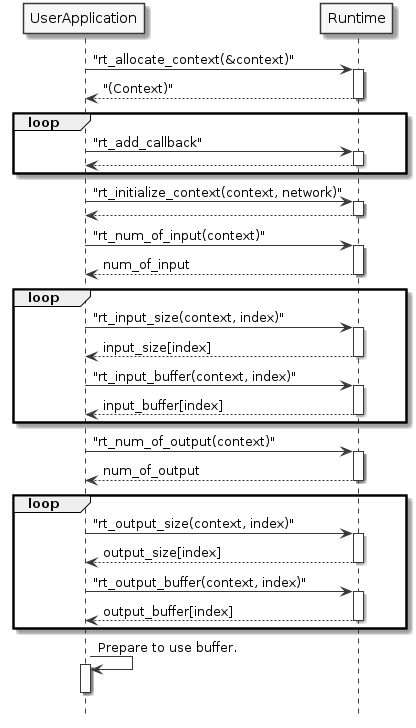 UserApplication
Runtime
"rt_allocate_context(&context)"
"(Context)"
loop
"rt_add_callback"
"rt_initialize_context(context, network)"
"rt_num_of_input(context)"
num_of_input
loop
"rt_input_size(context, index)"
input_size[index]
"rt_input_buffer(context, index)"
input_buffer[index]
"rt_num_of_output(context)"
num_of_output
loop
"rt_output_size(context, index)"
output_size[index]
"rt_output_buffer(context, index)"
output_buffer[index]
Prepare to use buffer.